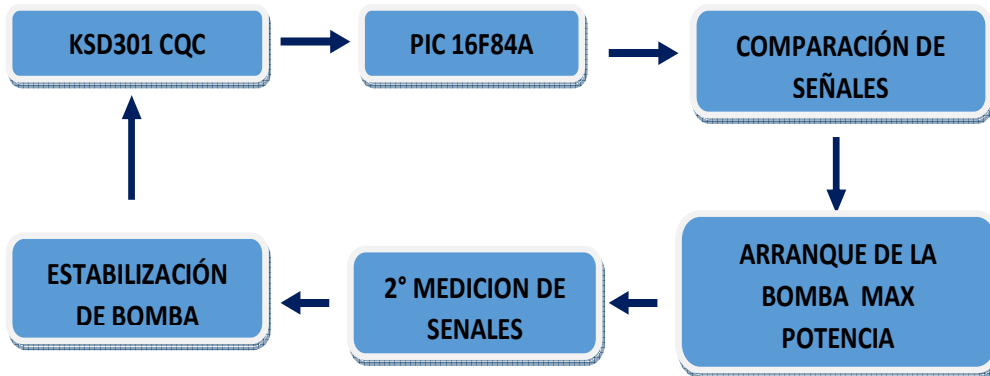 KSD301 CQC
PIC 16F84A
COMPARACIÓN DE
SEÑALES
ARRANQUE DE LA
BOMBA MAX
POTENCIA
2° MEDICION DE
SENALES
ESTABILIZACIÓN
DE BOMBA